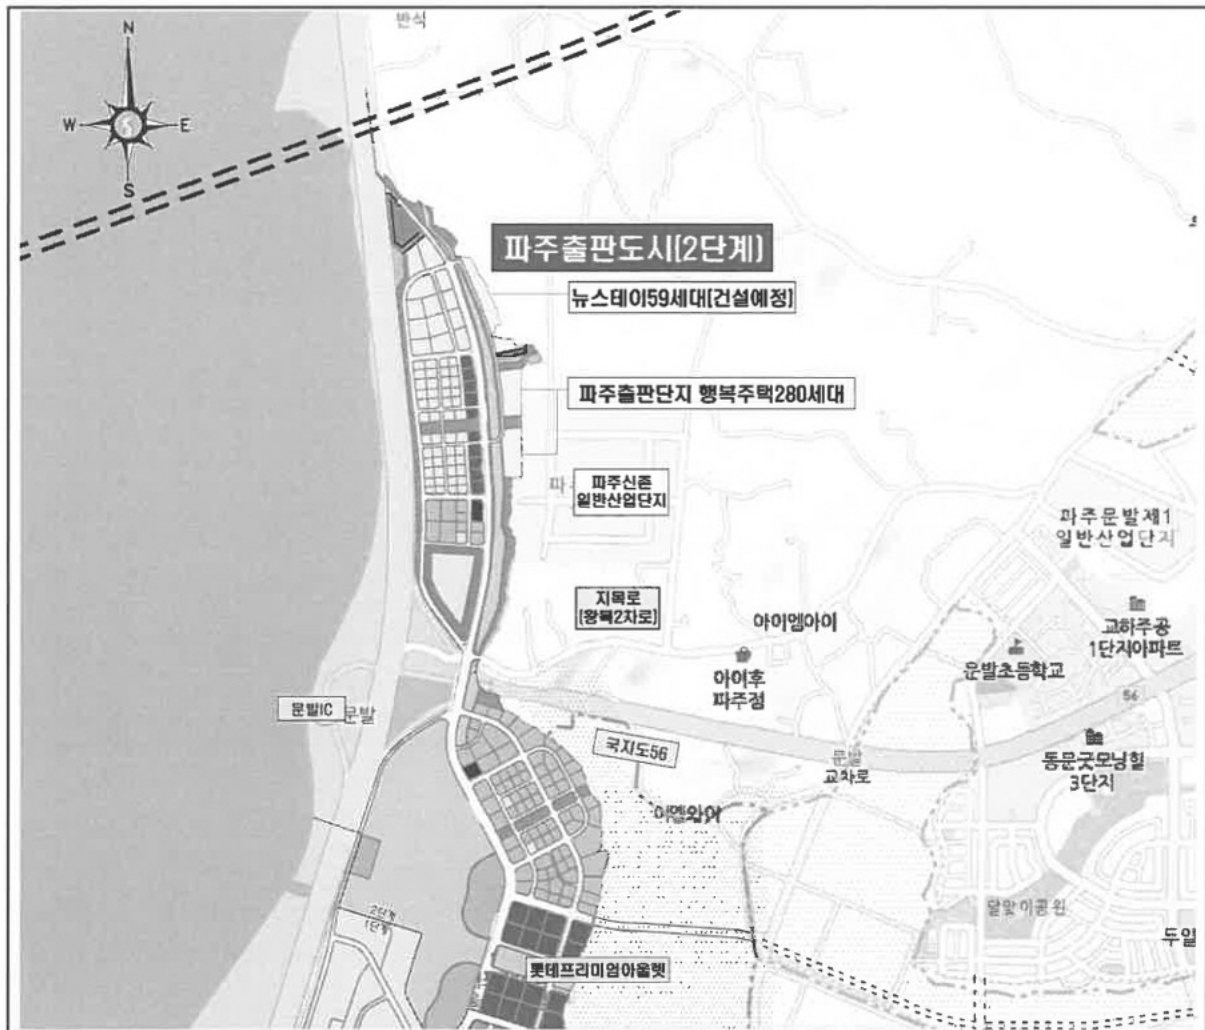 반석
N
W
E
S
파주출판도시(2단계)
뉴스테이59세대(건설예정)
파주출판단지 행복주택280세대
파주신촌
일반산업단지
파주문발제1
일반산업단지
지목로
(왕복2차로)
아이엠아이
교하주공
1단지아파트
아이후
파주점
문발초등학교
56
문발IC
문발
국지도56
문발
교차로
동문굿모닝힐
3단지
이엠와이
달맞이공원
2단계
1단계
두일
롯데프리미엄아울렛